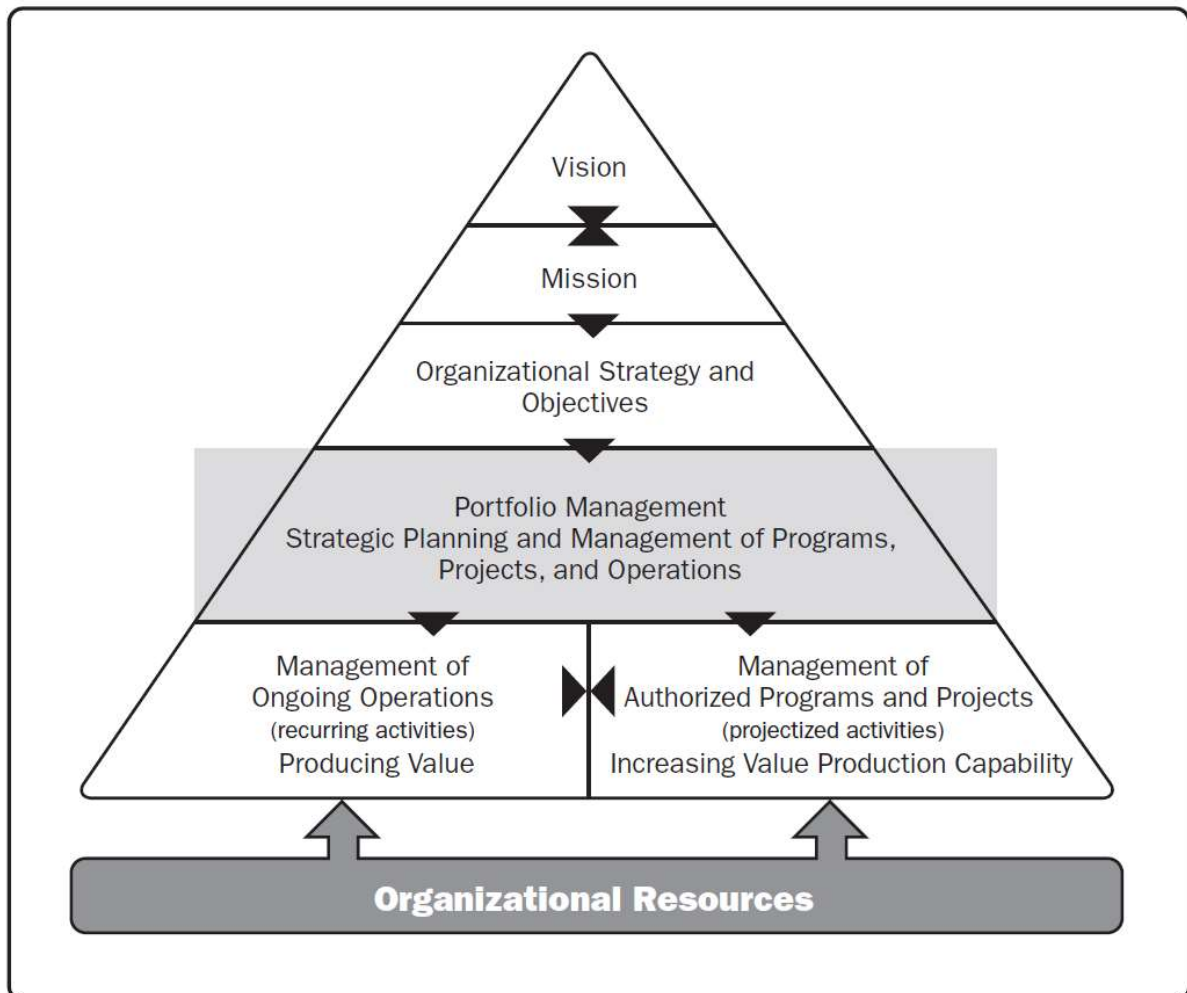 Vision
Mission
Organizational Strategy and
Objectives
Portfolio Management
Strategic Planning and Management of Programs,
Projects, and Operations
Management of
Ongoing Operations
(recurring activities)
Producing Value
Management of
Authorized Programs and Projects
(projectized activities)
Increasing Value Production Capability
Organizational Resources